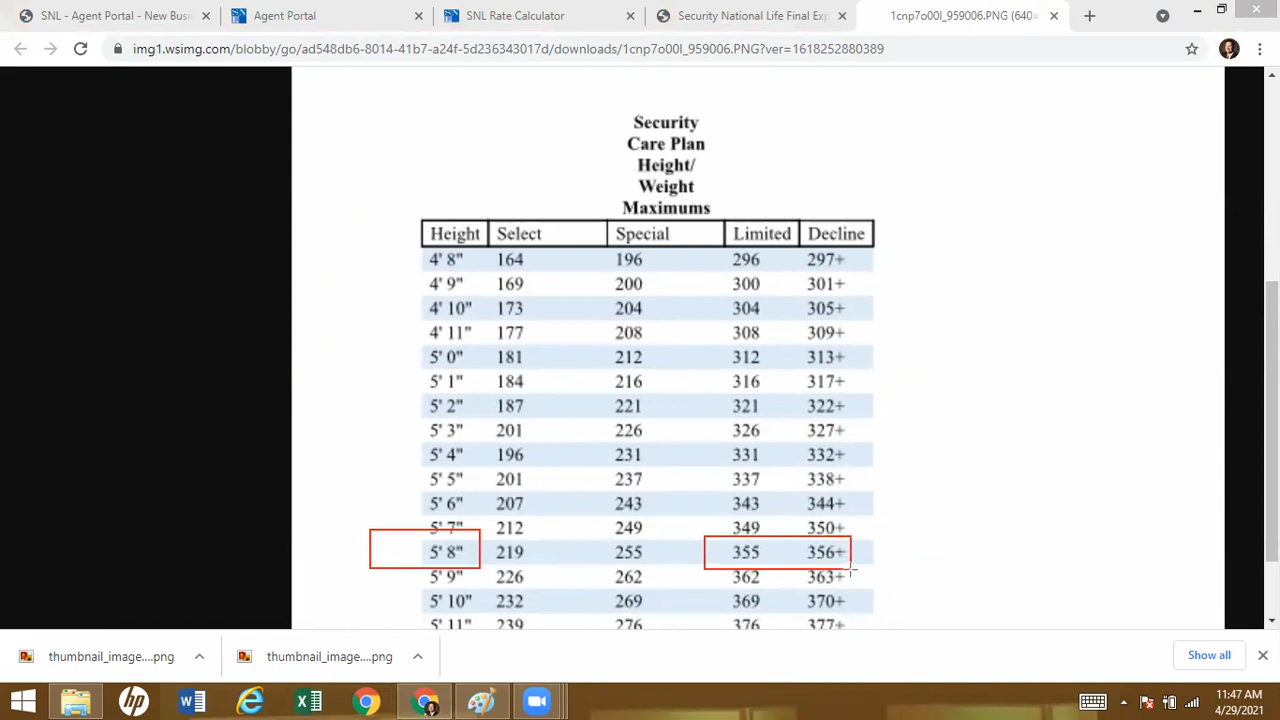 SNL - Agent Portal - New Busi
Agent Portal
SNL Rate Calculator
Security National Life Final Exp
1cnp7o00l_959006.PNG (640×
img1.wsimg.com/blobby/go/ad548db6-8014-41b7-a24f-5d236343017d/downloads/1cnp7o00l_959006.PNG?ver=1618252880389
Security
Care Plan
Height/
Weight
Maximums
Height Select Special Limited Decline
4' 8" 164 196 296 297+
4' 9" 169 200 300 301+
4' 10" 173 204 304 305+
4' 11" 177 208 308 309+
5' 0" 181 212 312 313+
5' 1" 184 216 316 317+
5' 2" 187 221 321 322+
5' 3" 201 226 326 327+
5' 4" 196 231 331 332+
5' 5" 201 237 337 338+
5' 6" 207 243 343 344+
5' 7" 212 249 349 350+
5' 8" 219 255 355 356+
5' 9" 226 262 362 363+
5' 10" 232 269 369 370+
5' 11" 239 276 376 377+
thumbnail_image....png
thumbnail_image....png
Show all
11:47 AM
4/29/2021